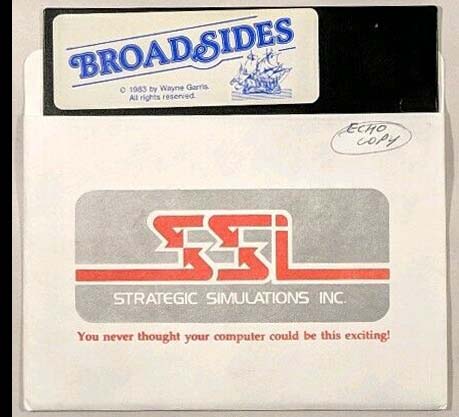 BROADSIDES
© 1983 by Wayne Garris.
All rights reserved.
ECHO
COPY
SSI
STRATEGIC SIMULATIONS INC.
You never thought your computer could be this exciting!